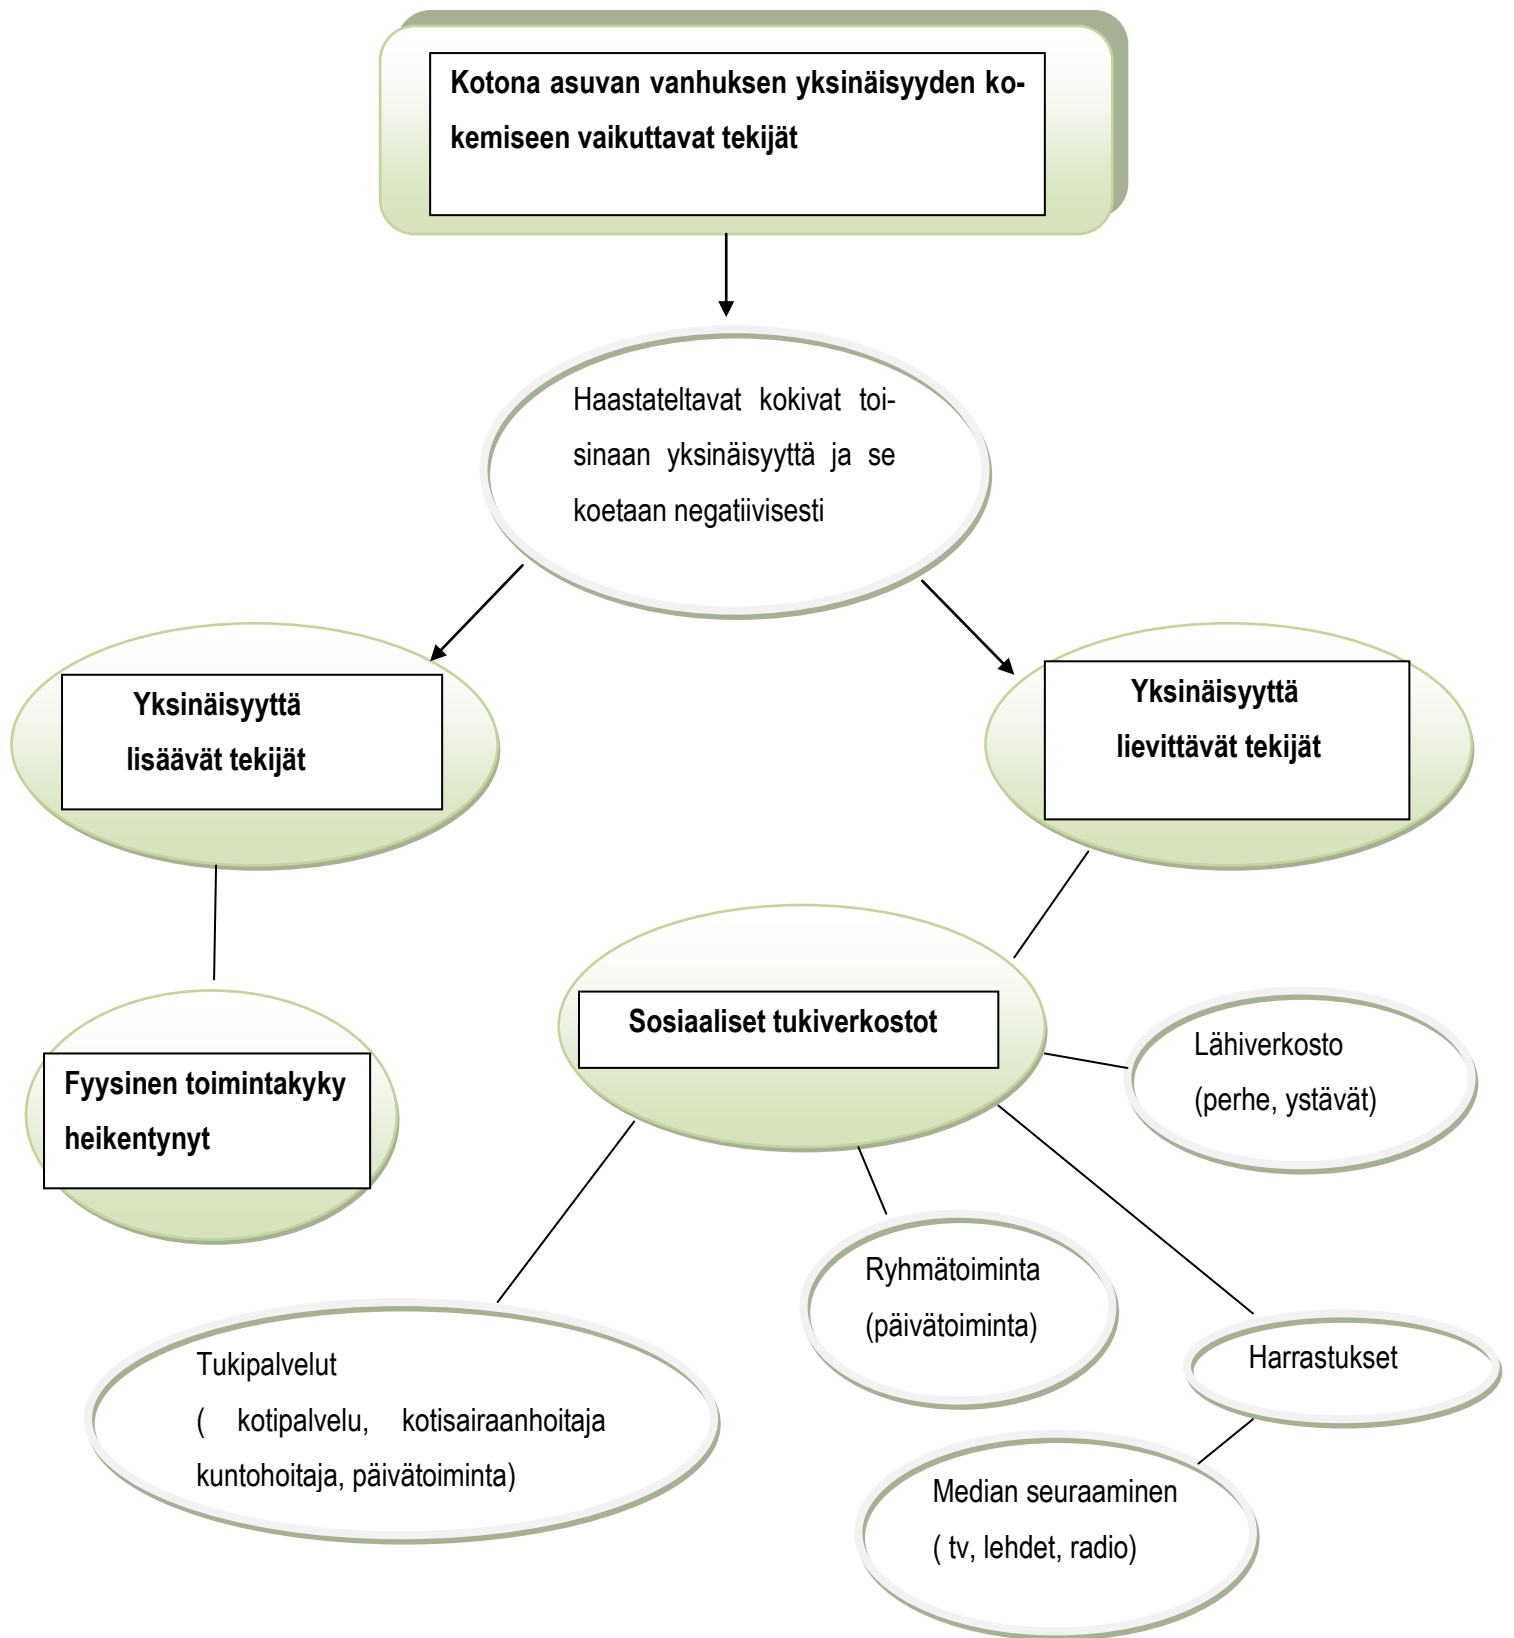 Kotona asuvan vanhuksen yksinäisyyden ko-
kemiseen vaikuttavat tekijät
Haastateltavat kokivat toi-
sinaan yksinäisyyttä ja se
koetaan negatiivisesti
Yksinäisyyttä
lisäävät tekijät
Yksinäisyyttä
lievittävät tekijät
Sosiaaliset tukiverkostot
Fyysinen toimintakyky
heikentynyt
Lähiverkosto
(perhe, ystävät)
Ryhmätoiminta
(päivätoiminta)
Harrastukset
Tukipalvelut
( kotipalvelu, kotisairaanhoitaja
kuntohoitaja, päivätoiminta)
Median seuraaminen
( tv, lehdet, radio)